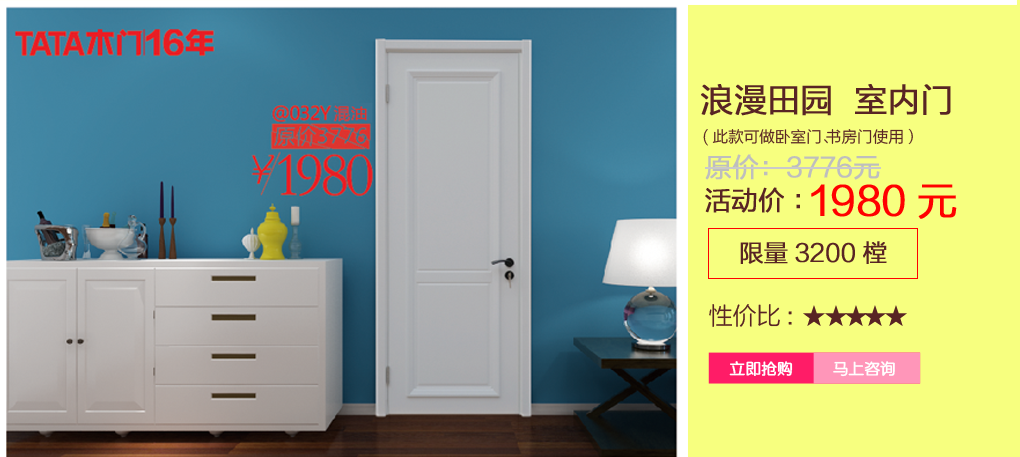 TATA木门16年
@032Y 混油
原价3776
¥1980
浪漫田园 室内门
（此款可做卧室门、书房门使用）
原价：3776元
活动价：1980 元
限量 3200 樘
性价比：★★★★★
立即抢购 马上咨询